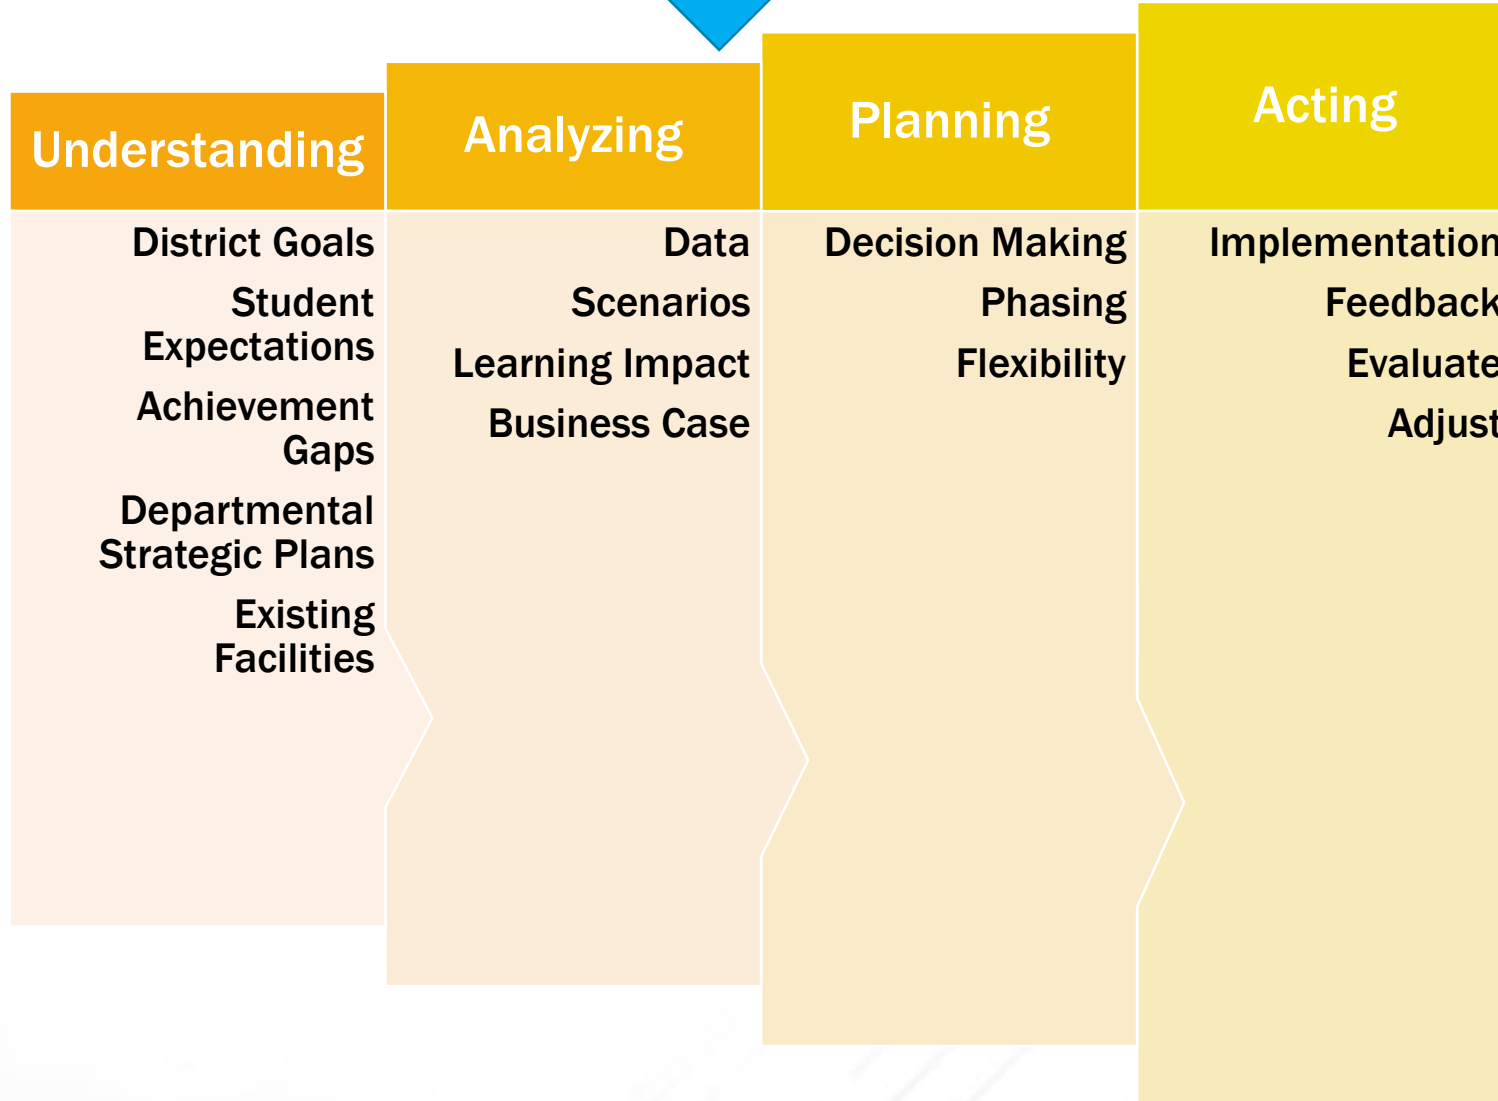 Understanding
District Goals
Student
Expectations
Achievement
Gaps
Departmental
Strategic Plans
Existing
Facilities
Analyzing
Data
Scenarios
Learning Impact
Business Case
Planning
Decision Making
Phasing
Flexibility
Acting
Implementation
Feedback
Evaluate
Adjust